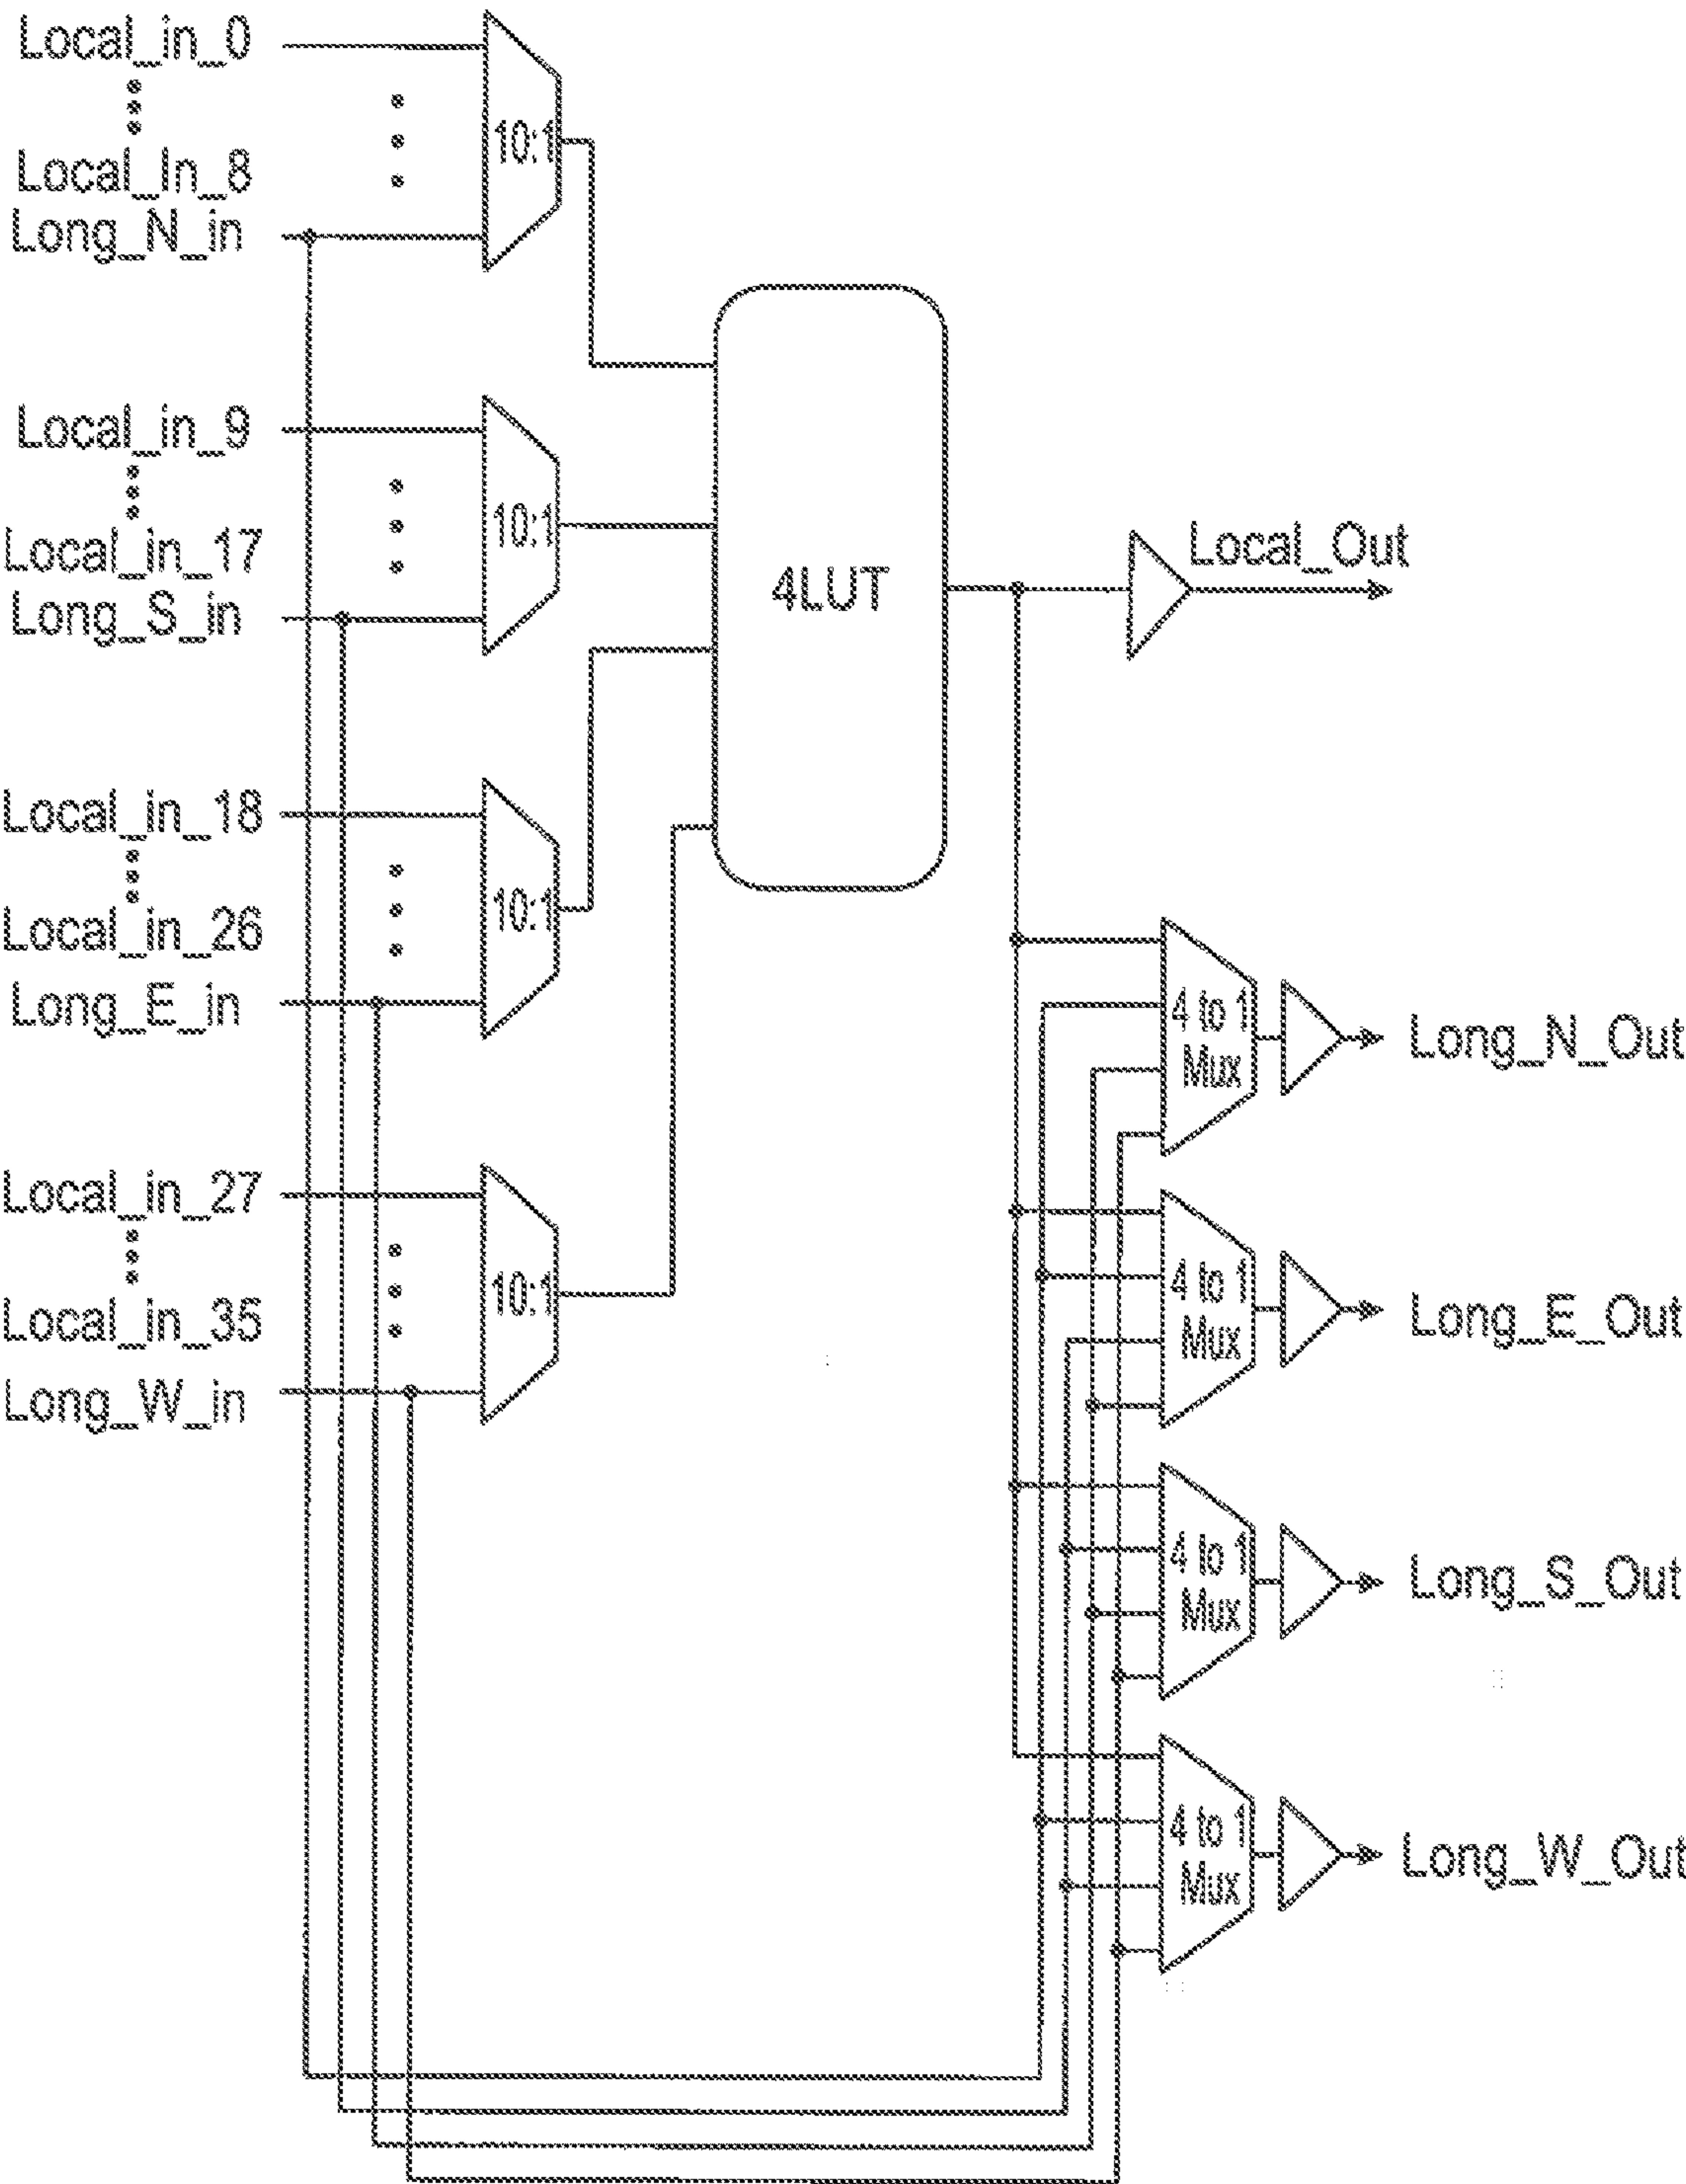 Local_in_0
Local_In_8
Long_N_in
10:1
Local_in_9
Local_in_17
Long_S_in
10:1
4LUT
Local_Out
Local_in_18
Local_in_26
Long_E_in
10:1
4 to 1
Mux
Long_N_Out
Local_in_27
Local_in_35
Long_W_in
10:1
4 to 1
Mux
Long_E_Out
4 to 1
Mux
Long_S_Out
4 to 1
Mux
Long_W_Out